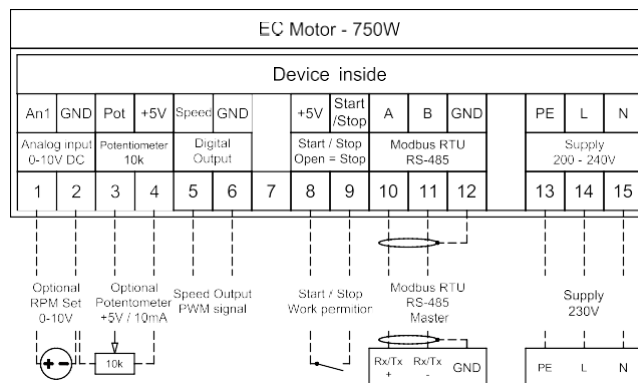 EC Motor - 750W
Device inside
An1 GND Pot +5V Speed GND +5V Start /Stop A B GND PE L N
Analog input 0-10V DC Potentiometer 10k Digital Output Start / Stop Open = Stop Modbus RTU RS-485 Supply 200 - 240V
1 2 3 4 5 6 7 8 9 10 11 12 13 14 15
Optional RPM Set 0-10V
Optional Potentometer +5V / 10mA
Speed Output PWM signal
Start / Stop Work permition
Modbus RTU RS-485 Master
Supply 230V
+ - 10k
Rx/Tx + Rx/Tx - GND
PE L N